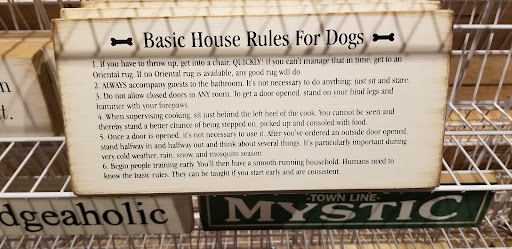 Basic House Rules For Dogs
1. If you have to throw up, get into a chair, QUICKLY! If you can't manage that in time, get to an
Oriental rug. If no Oriental rug is available, any good rug will do.
2. ALWAYS accompany guests to the bathroom. It's not necessary to do anything; just sit and stare.
3. Do not allow closed doors in ANY room. To get a door opened, stand on your hind legs and
hammer with your forepaws.
4. When supervising cooking, sit just behind the left heel of the cook. You cannot be seen and
thereby stand a better chance of being stepped on, picked up and consoled with food.
5. Once a door is opened, it's not necessary to use it. After you've ordered an outside door opened,
stand halfway in and halfway out and think about several things. It's particularly important during
very cold weather, rain, snow, and mosquito season.
6. Begin people training early. You'll then have a smooth-running household. Humans need to
know the basic rules. They can be taught if you start early and are consistent.
n
t.
dgeaholic
-TOWN LINE-
MYSTIC